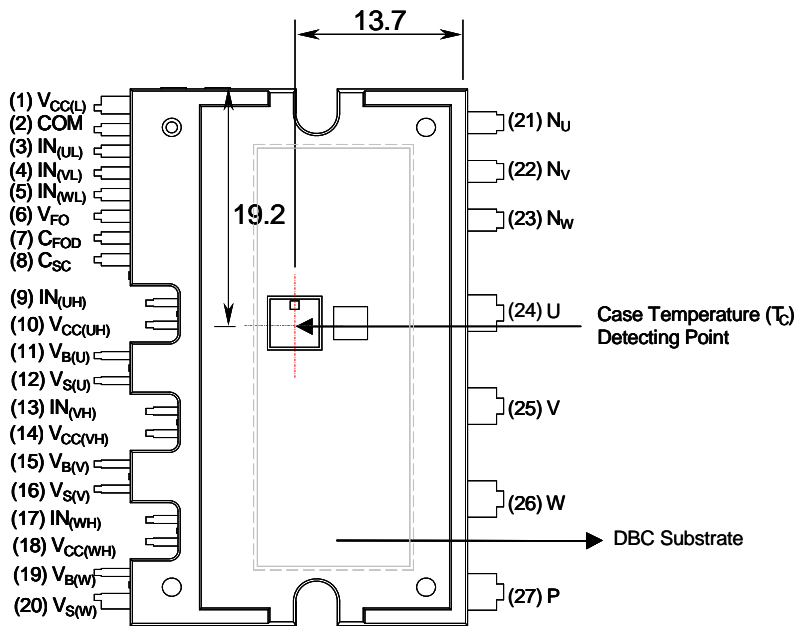 13.7
(1) VCC(L)
(2) COM
(3) IN(UL)
(4) IN(VL)
(5) IN(WL)
(6) VFO
(7) CFOD
(8) CSC
(9) IN(UH)
(10) VCC(UH)
(11) VB(U)
(12) VS(U)
(13) IN(VH)
(14) VCC(VH)
(15) VB(V)
(16) VS(V)
(17) IN(WH)
(18) VCC(WH)
(19) VB(W)
(20) VS(W)
19.2
(21) NU
(22) NV
(23) NW
(24) U
(25) V
(26) W
(27) P
Case Temperature (TC)
Detecting Point
DBC Substrate